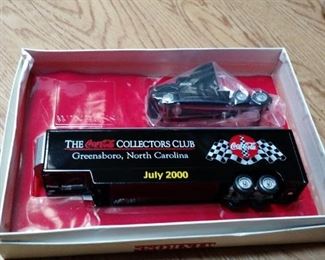 THE Coca-Cola COLLECTORS CLUB
Greensboro, North Carolina
Coca-Cola
July 2000